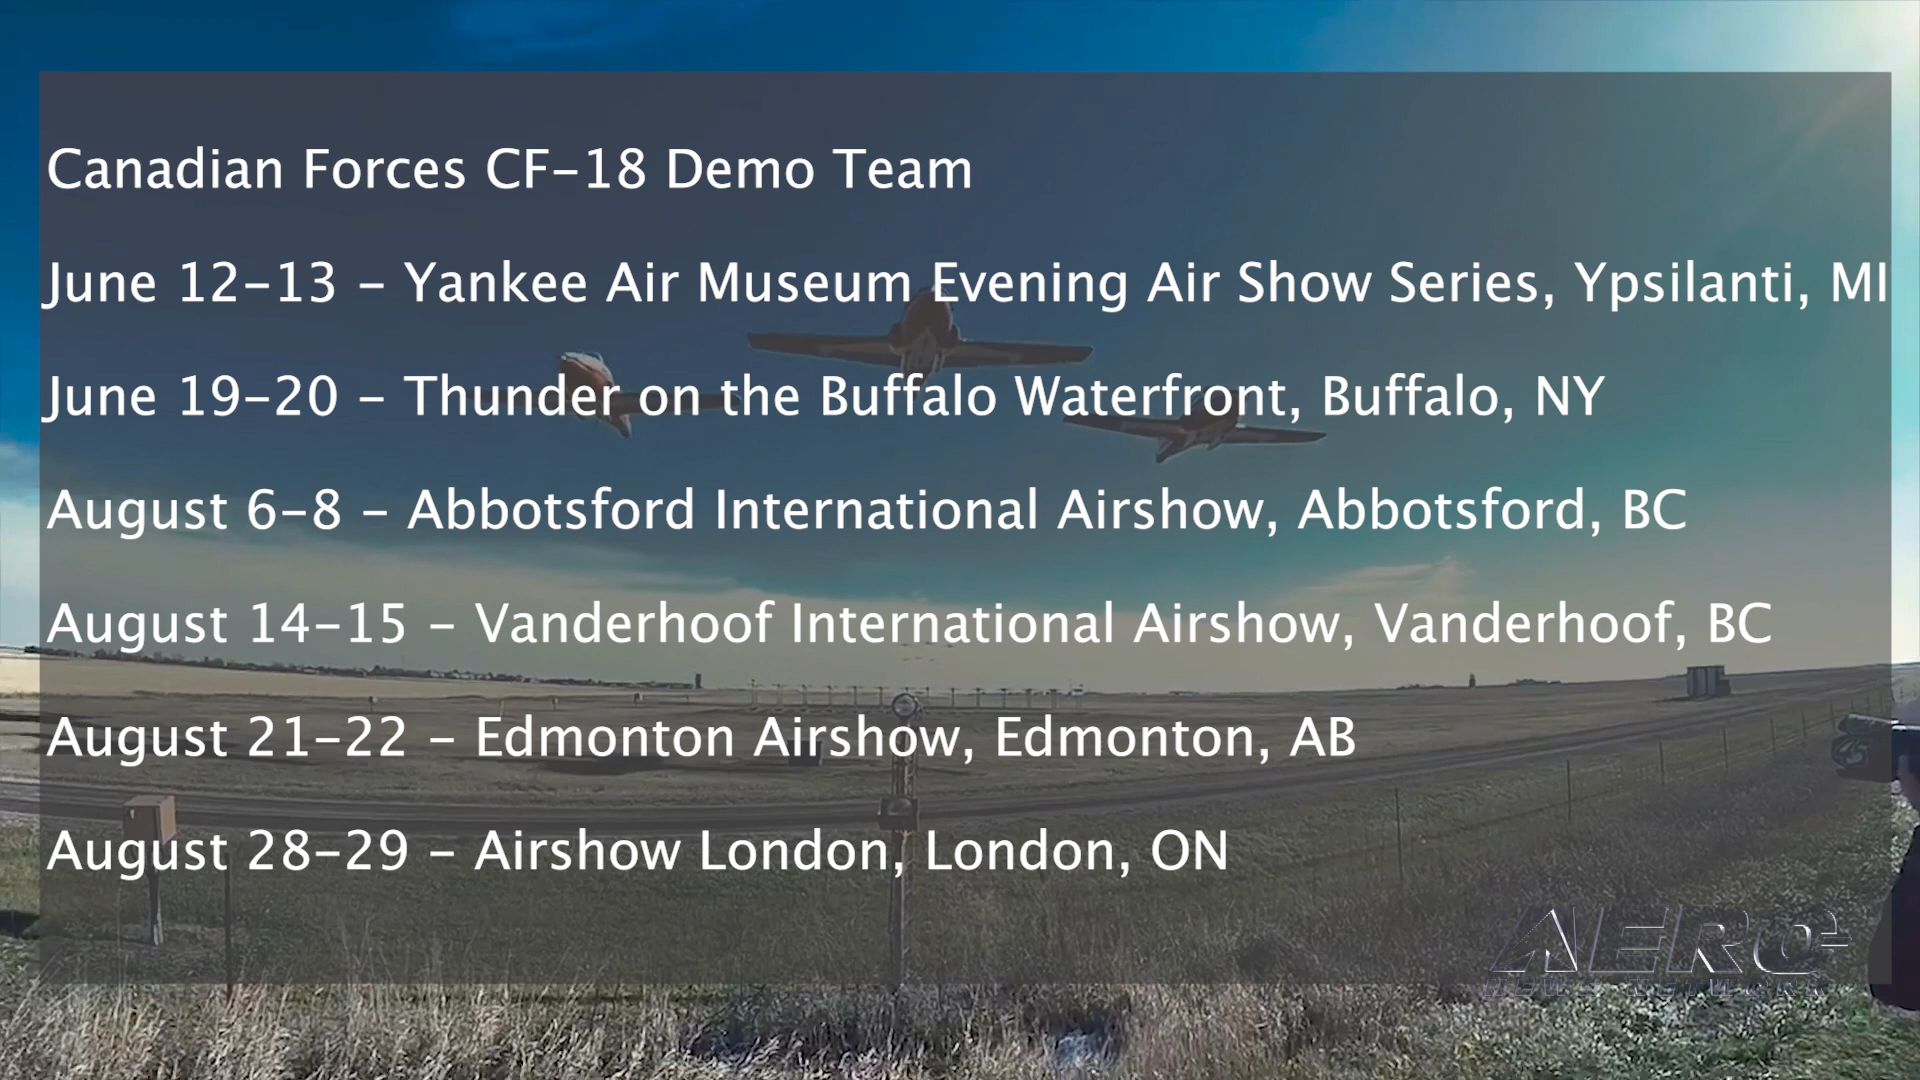 Canadian Forces CF-18 Demo Team
June 12-13 - Yankee Air Museum Evening Air Show Series, Ypsilanti, MI
June 19-20 - Thunder on the Buffalo Waterfront, Buffalo, NY
August 6-8 - Abbotsford International Airshow, Abbotsford, BC
August 14-15 - Vanderhoof International Airshow, Vanderhoof, BC
August 21-22 - Edmonton Airshow, Edmonton, AB
August 28-29 - Airshow London, London, ON
AERO
NEWS NETWORK